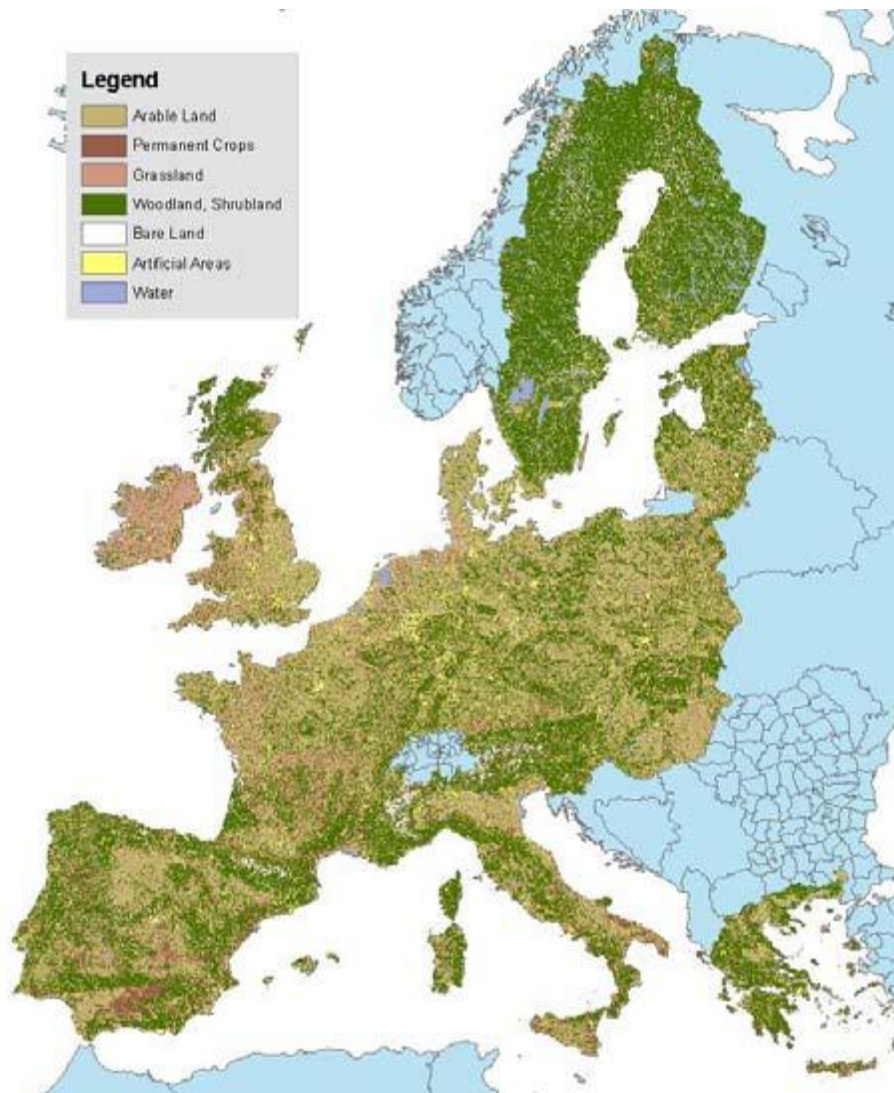 Legend
Arable Land
Permanent Crops
Grassland
Woodland, Shrubland
Bare Land
Artificial Areas
Water